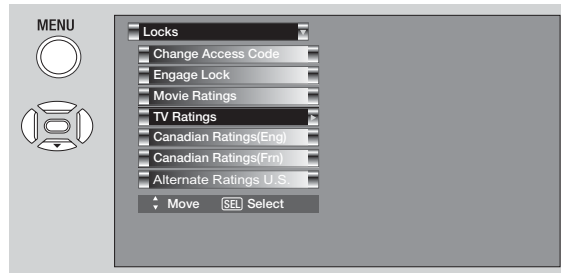 MENU
Locks
Change Access Code
Engage Lock
Movie Ratings
TV Ratings
Canadian Ratings(Eng)
Canadian Ratings(Frn)
Alternate Ratings U.S.
Move SEL Select